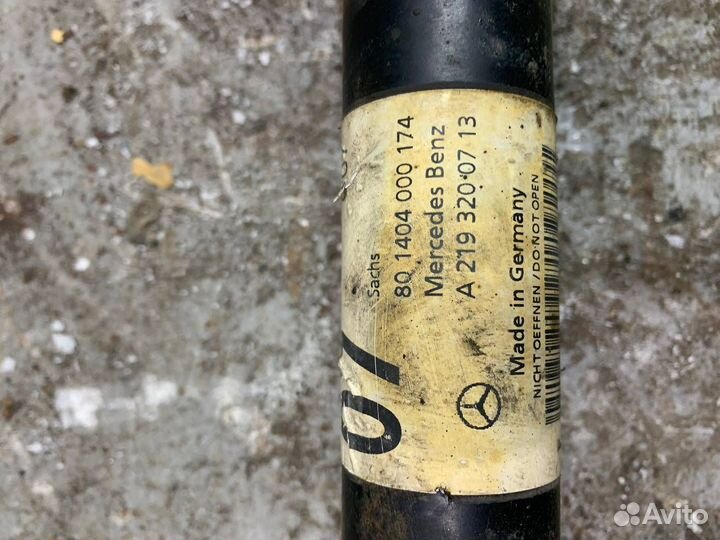 Sachs
80 1404 000 174
Mercedes Benz
A 219 320 07 13
Made in Germany
NICHT OEFFNEN / DO NOT OPEN
Avito